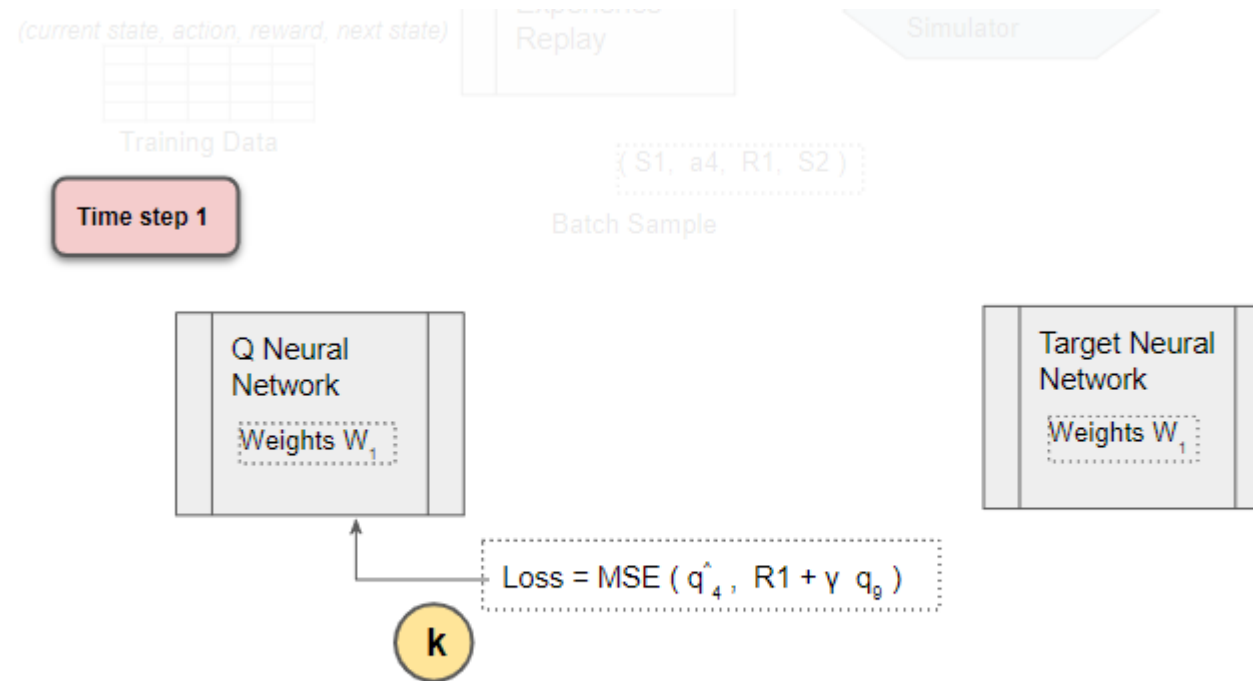 Experience
(current state, action, reward, next state)
Replay
Simulator
Training Data
( S1, a4, R1, S2 )
Time step 1
Batch Sample
Q Neural
Network
Weights W₁
Target Neural
Network
Weights W₁
Loss = MSE ( q^₄ , R1 + γ q₉ )
k